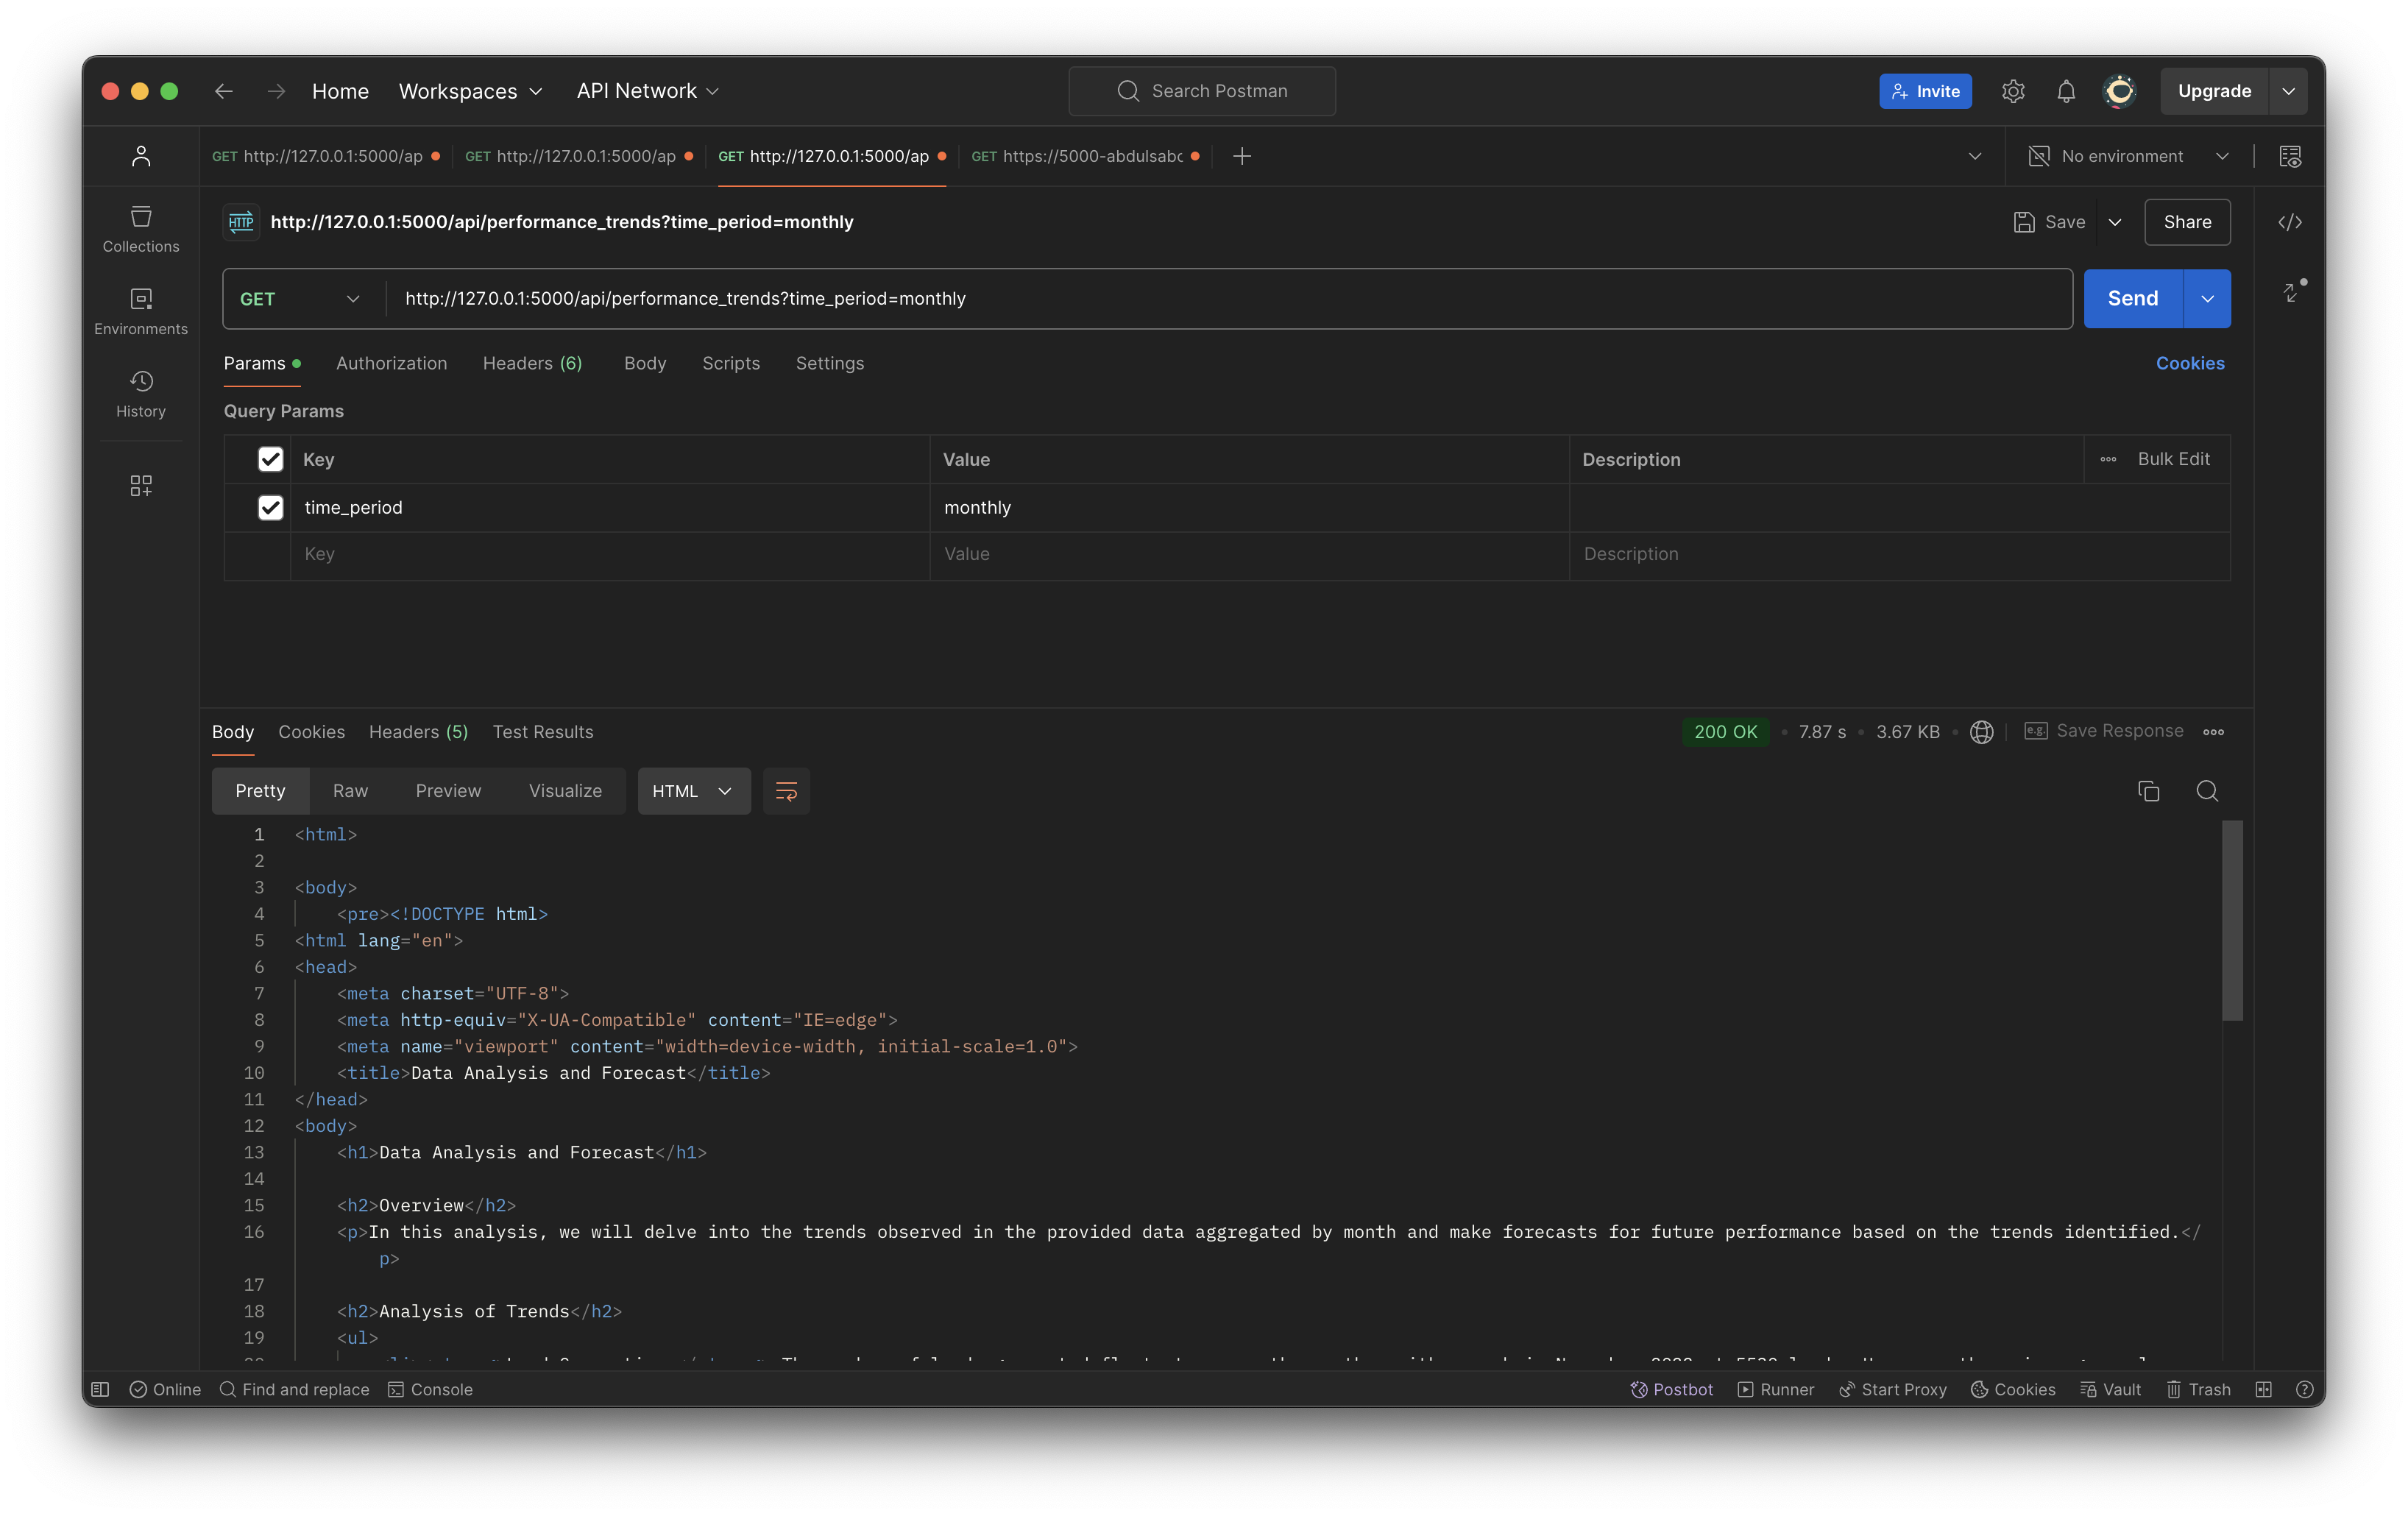 Home Workspaces API Network Search Postman Invite Upgrade
GET http://127.0.0.1:5000/ap GET http://127.0.0.1:5000/ap GET http://127.0.0.1:5000/ap GET https://5000-abdulsabc No environment
Collections
Environments
History
HTTP http://127.0.0.1:5000/api/performance_trends?time_period=monthly Save Share
GET http://127.0.0.1:5000/api/performance_trends?time_period=monthly Send
Params Authorization Headers (6) Body Scripts Settings Cookies
Query Params
Key Value Description Bulk Edit
time_period monthly
Key Value Description
Body Cookies Headers (5) Test Results 200 OK 7.87 s 3.67 KB e.g. Save Response
Pretty Raw Preview Visualize HTML
1 <html>
2
3 <body>
4 <pre><!DOCTYPE html>
5 <html lang="en">
6 <head>
7 <meta charset="UTF-8">
8 <meta http-equiv="X-UA-Compatible" content="IE=edge">
9 <meta name="viewport" content="width=device-width, initial-scale=1.0">
10 <title>Data Analysis and Forecast</title>
11 </head>
12 <body>
13 <h1>Data Analysis and Forecast</h1>
14
15 <h2>Overview</h2>
16 <p>In this analysis, we will delve into the trends observed in the provided data aggregated by month and make forecasts for future performance based on the trends identified.</
p>
17
18 <h2>Analysis of Trends</h2>
19 <ul>
Online Find and replace Console Postbot Runner Start Proxy Cookies Vault Trash